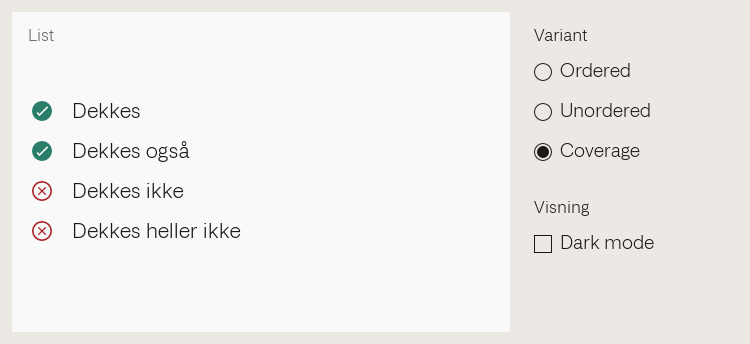 List
Dekkes
Dekkes også
Dekkes ikke
Dekkes heller ikke
Variant
Ordered
Unordered
Coverage
Visning
Dark mode